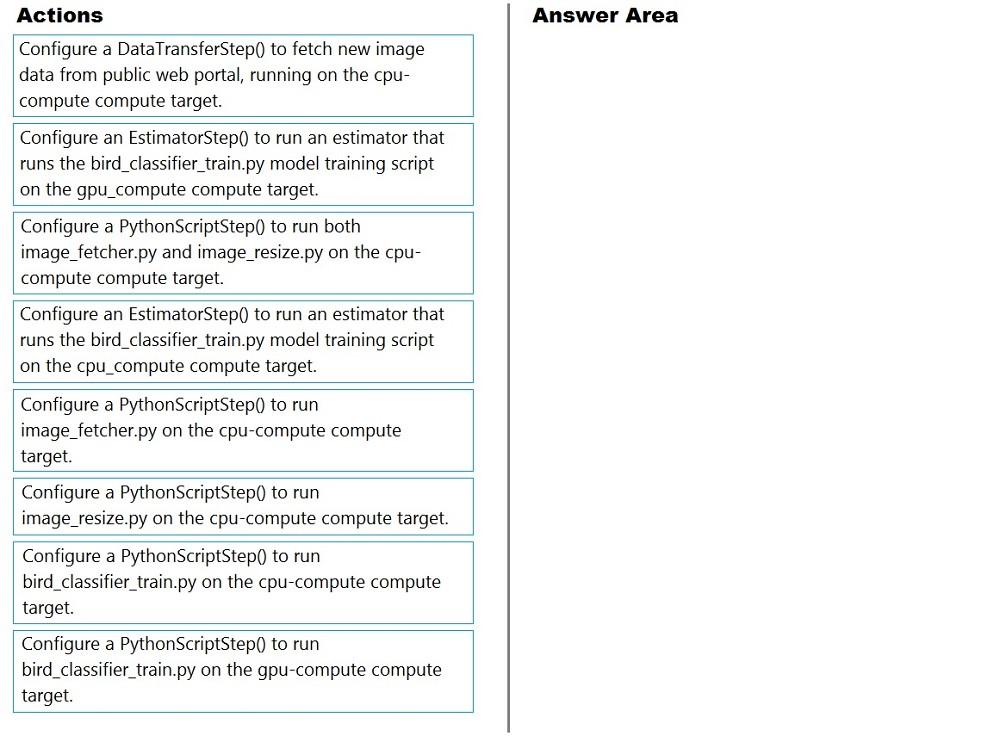 Actions
Configure a DataTransferStep() to fetch new image
data from public web portal, running on the cpu-
compute compute target.
Configure an EstimatorStep() to run an estimator that
runs the bird_classifier_train.py model training script
on the gpu_compute compute target.
Configure a PythonScriptStep() to run both
image_fetcher.py and image_resize.py on the cpu-
compute compute target.
Configure an EstimatorStep() to run an estimator that
runs the bird_classifier_train.py model training script
on the cpu_compute compute target.
Configure a PythonScriptStep() to run
image_fetcher.py on the cpu-compute compute
target.
Configure a PythonScriptStep() to run
image_resize.py on the cpu-compute compute target.
Configure a PythonScriptStep() to run
bird_classifier_train.py on the cpu-compute compute
target.
Configure a PythonScriptStep() to run
bird_classifier_train.py on the gpu-compute compute
target.
Answer Area